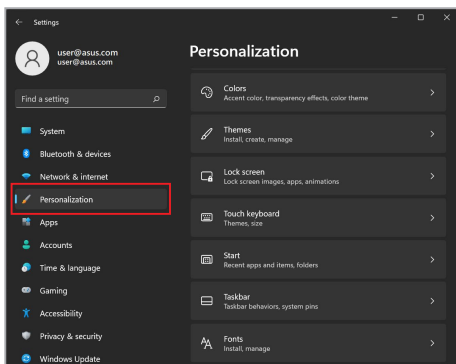 Settings
user@asus.com
user@asus.com
Find a setting
System
Bluetooth & devices
Network & internet
Personalization
Apps
Accounts
Time & language
Gaming
Accessibility
Privacy & security
Windows Update
Personalization
Colors
Accent color, transparency effects, color theme
Themes
Install, create, manage
Lock screen
Lock screen images, apps, animations
Touch keyboard
Themes, size
Start
Recent apps and items, folders
Taskbar
Taskbar behaviors, system pins
Fonts
Install, manage